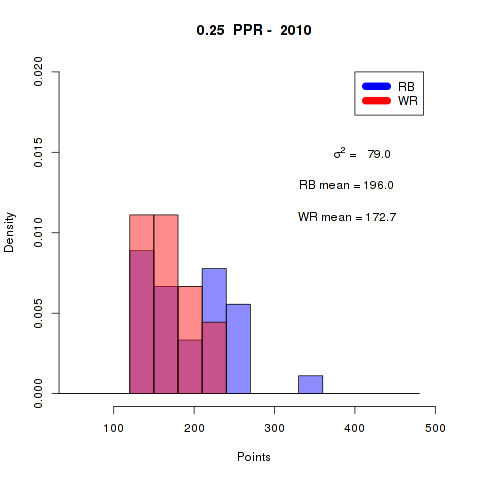 0.25 PPR - 2010
RB
WR
σ² = 79.0
RB mean = 196.0
WR mean = 172.7
Density
0.020
0.015
0.010
0.005
0.000
100 200 300 400 500
Points